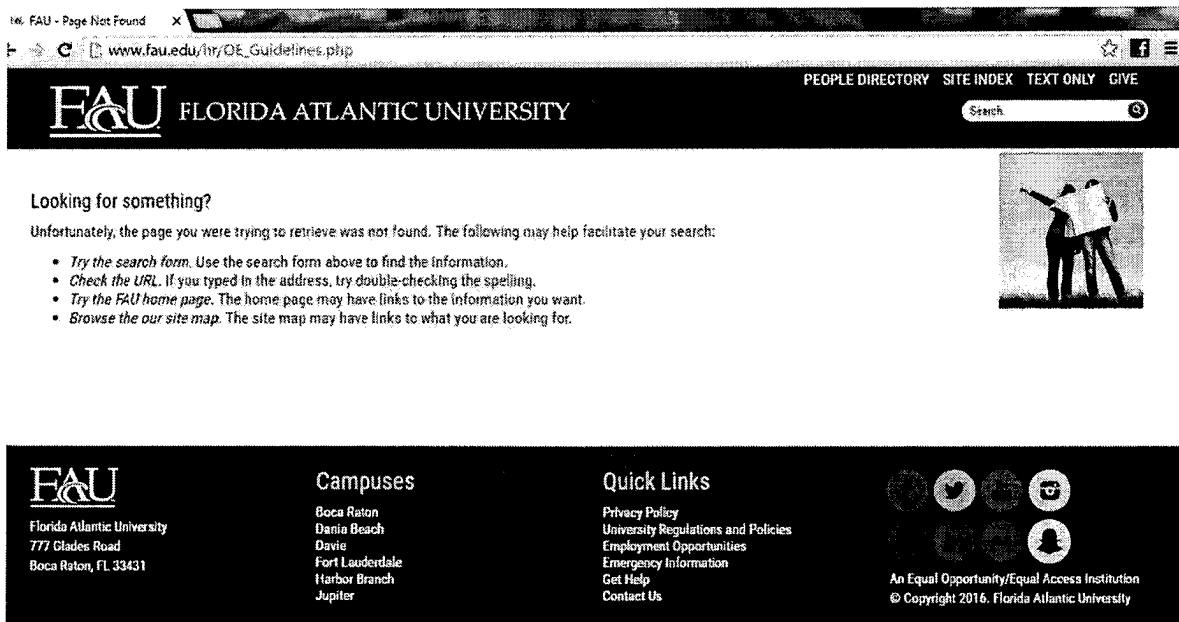 FAU - Page Not Found
www.fau.edu/hr/OE_Guidelines.php
PEOPLE DIRECTORY SITE INDEX TEXT ONLY GIVE
FAU FLORIDA ATLANTIC UNIVERSITY
Search
Looking for something?
Unfortunately, the page you were trying to retrieve was not found. The following may help facilitate your search:
• Try the search form. Use the search form above to find the information.
• Check the URL. If you typed in the address, try double-checking the spelling.
• Try the FAU home page. The home page may have links to the information you want.
• Browse the our site map. The site map may have links to what you are looking for.
FAU
Florida Atlantic University
777 Glades Road
Boca Raton, FL 33431
Campuses
Boca Raton
Dania Beach
Davie
Fort Lauderdale
Harbor Branch
Jupiter
Quick Links
Privacy Policy
University Regulations and Policies
Employment Opportunities
Emergency Information
Get Help
Contact Us
An Equal Opportunity/Equal Access Institution
© Copyright 2016. Florida Atlantic University